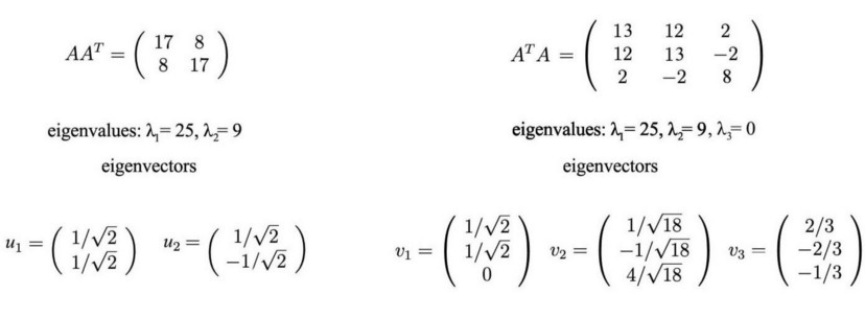 AAᵀ = ( 17 8 ; 8 17 )
eigenvalues: λ₁= 25, λ₂= 9
eigenvectors
u₁ = ( 1/√2 ; 1/√2 ) u₂ = ( 1/√2 ; −1/√2 )
AᵀA = ( 13 12 2 ; 12 13 −2 ; 2 −2 8 )
eigenvalues: λ₁= 25, λ₂= 9, λ₃= 0
eigenvectors
v₁ = ( 1/√2 ; 1/√2 ; 0 ) v₂ = ( 1/√18 ; −1/√18 ; 4/√18 ) v₃ = ( 2/3 ; −2/3 ; −1/3 )